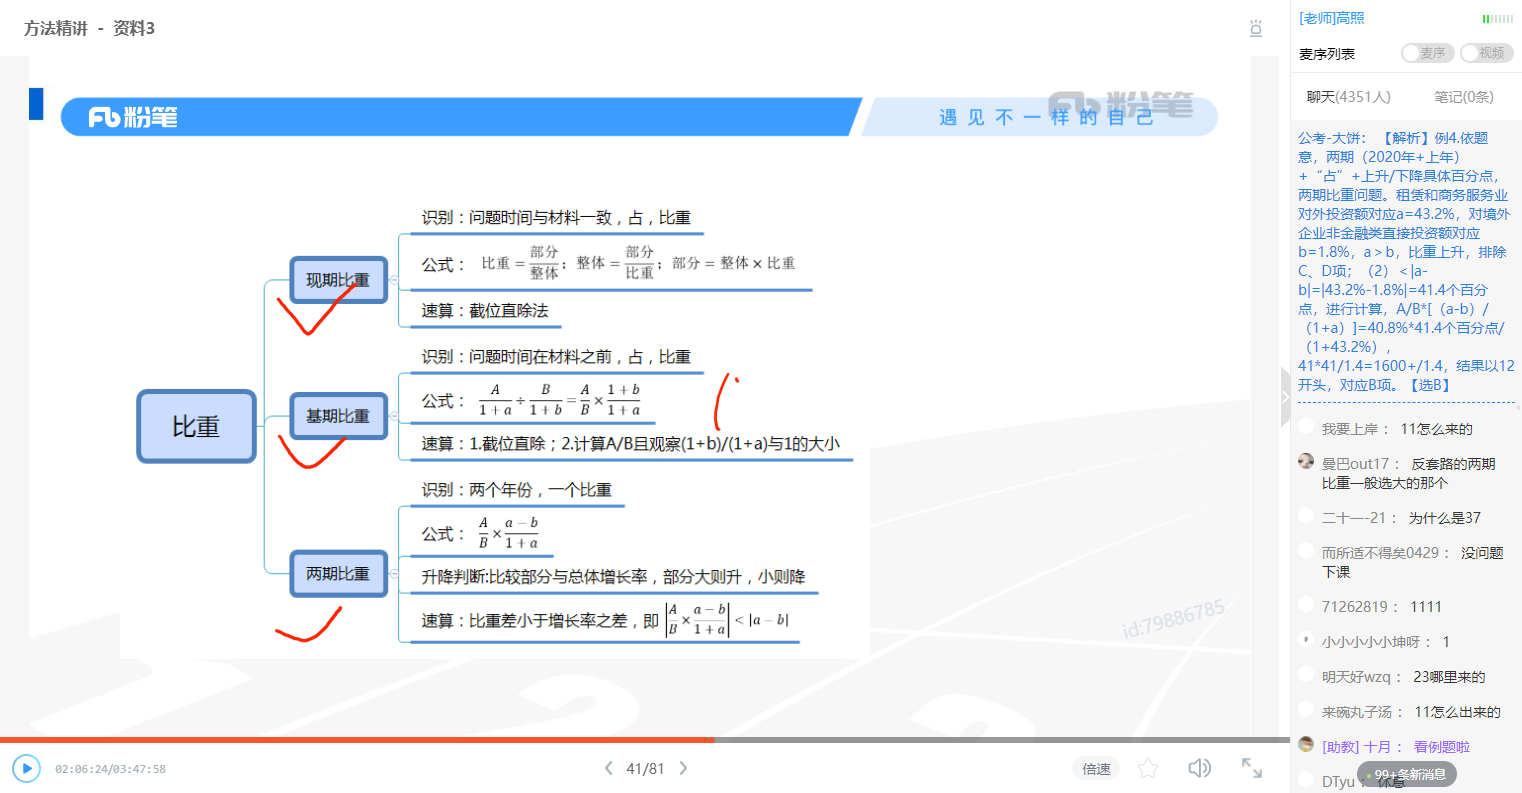 方法精讲 - 资料3
粉笔
遇见不一样的自己
粉笔
识别：问题时间与材料一致，占，比重
公式： 比重 = 部分/整体；整体 = 部分/比重；部分 = 整体 × 比重
现期比重
速算：截位直除法
识别：问题时间在材料之前，占，比重
公式： A/(1+a) ÷ B/(1+b) = A/B × (1+b)/(1+a)
基期比重
比重
速算：1.截位直除；2.计算A/B且观察(1+b)/(1+a)与1的大小
识别：两个年份，一个比重
公式： A/B × (a−b)/(1+a)
两期比重
升降判断:比较部分与总体增长率，部分大则升，小则降
速算：比重差小于增长率之差，即 |A/B × (a−b)/(1+a)| < |a−b|
id:79886785
02:06:24/03:47:58
41/81
倍速
[老师]高照
麦序列表
麦序
视频
聊天(4351人)
笔记(0条)
公考-大饼： 【解析】例4.依题
意，两期（2020年+上年）
+“占”+上升/下降具体百分点，
两期比重问题。租赁和商务服务业
对外投资额对应a=43.2%，对境外
企业非金融类直接投资额对应
b=1.8%，a＞b，比重上升，排除
C、D项；（2）＜|a-
b|=|43.2%-1.8%|=41.4个百分
点，进行计算，A/B*[（a-b）/
（1+a）]=40.8%*41.4个百分点/
（1+43.2%），
41*41/1.4=1600+/1.4，结果以12
开头，对应B项。【选B】
我要上岸： 11怎么来的
曼巴out17： 反套路的两期
比重一般选大的那个
二十一-21： 为什么是37
而所适不得矣0429： 没问题
下课
71262819： 1111
小小小小小坤呀： 1
明天好wzq： 23哪里来的
来碗丸子汤： 11怎么出来的
[助教] 十月： 看例题啦
99+条新消息
DTyu： 休息